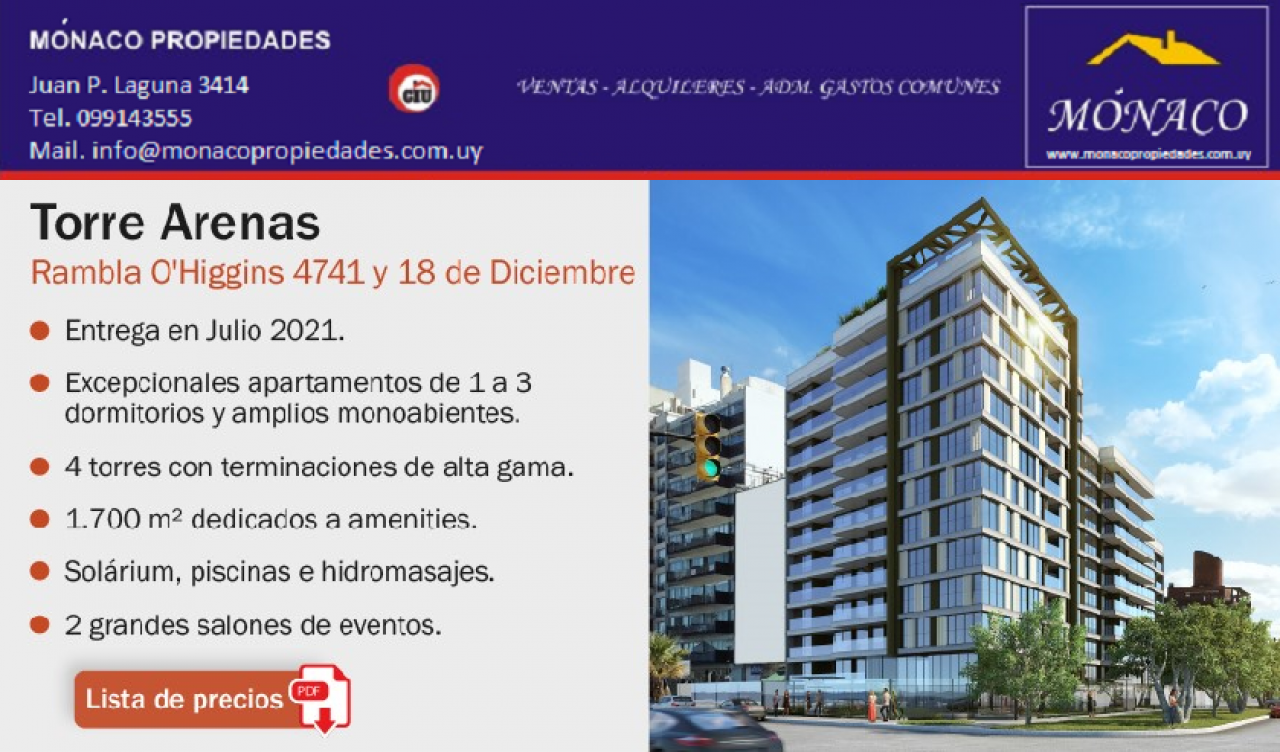 MÓNACO PROPIEDADES
Juan P. Laguna 3414
Tel. 099143555
Mail. info@monacopropiedades.com.uy
CIU
VENTAS - ALQUILERES - ADM. GASTOS COMUNES
MÓNACO
www.monacopropiedades.com.uy
Torre Arenas
Rambla O'Higgins 4741 y 18 de Diciembre
Entrega en Julio 2021.
Excepcionales apartamentos de 1 a 3
dormitorios y amplios monoabientes.
4 torres con terminaciones de alta gama.
1.700 m² dedicados a amenities.
Solárium, piscinas e hidromasajes.
2 grandes salones de eventos.
Lista de precios
PDF